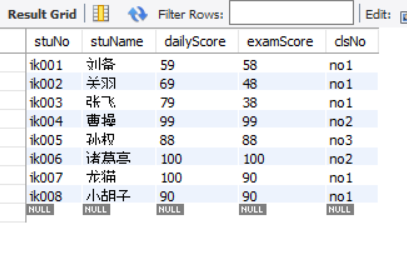 Result Grid Filter Rows: Edit:
stuNo stuName dailyScore examScore clsNo
ik001 刘备 59 58 no1
ik002 关羽 69 48 no1
ik003 张飞 79 38 no1
ik004 曹操 99 99 no2
ik005 孙权 88 88 no3
ik006 诸葛亮 100 100 no2
ik007 龙猫 100 90 no1
ik008 小胡子 90 90 no1
NULL NULL NULL NULL NULL